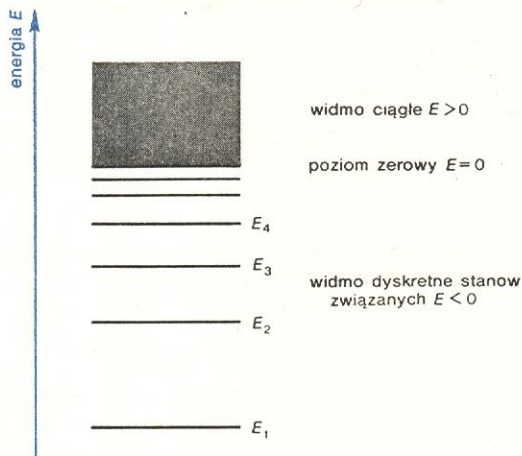 energia E
widmo ciągłe E > 0
poziom zerowy E = 0
E₄
E₃
widmo dyskretne stanow
związanych E < 0
E₂
E₁